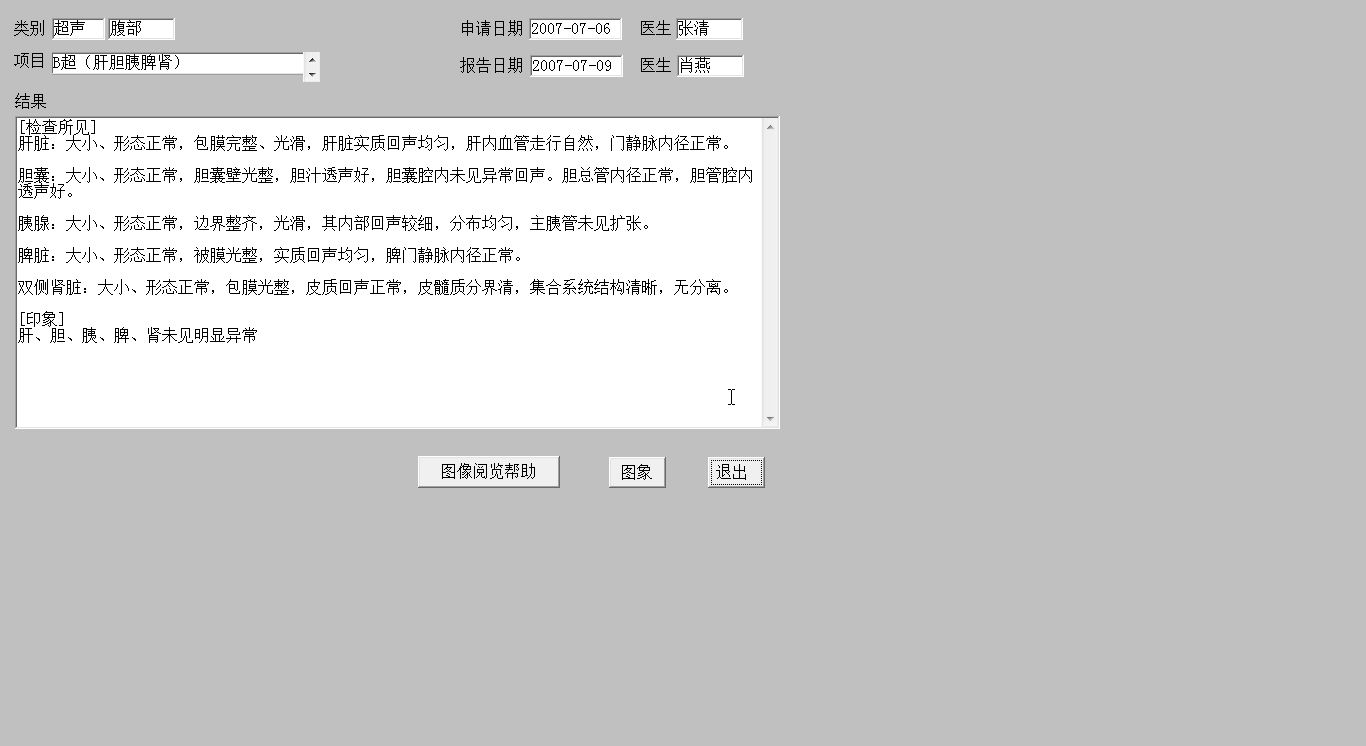 类别 超声 腹部 申请日期 2007-07-06 医生 张清
项目 B超（肝胆胰脾肾） 报告日期 2007-07-09 医生 肖燕
结果
[检查所见]
肝脏：大小、形态正常，包膜完整、光滑，肝脏实质回声均匀，肝内血管走行自然，门静脉内径正常。
胆囊：大小、形态正常，胆囊壁光整，胆汁透声好，胆囊腔内未见异常回声。胆总管内径正常，胆管腔内
透声好。
胰腺：大小、形态正常，边界整齐，光滑，其内部回声较细，分布均匀，主胰管未见扩张。
脾脏：大小、形态正常，被膜光整，实质回声均匀，脾门静脉内径正常。
双侧肾脏：大小、形态正常，包膜光整，皮质回声正常，皮髓质分界清，集合系统结构清晰，无分离。
[印象]
肝、胆、胰、脾、肾未见明显异常
图像阅览帮助 图象 退出